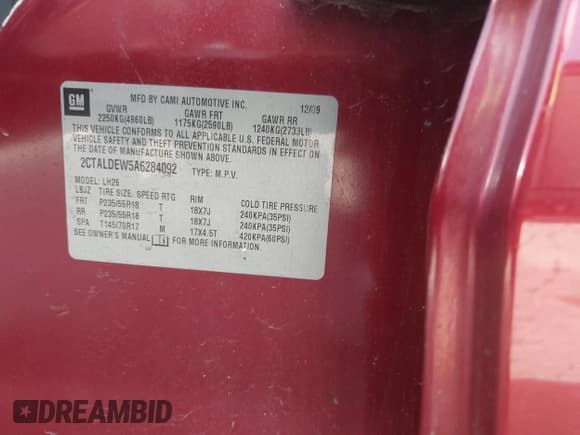 GM
MFD BY CAMI AUTOMOTIVE INC. 12/09
GVWR GAWR FRT GAWR RR
2250KG(4960LB) 1175KG(2590LB) 1240KG(2733LB)
THIS VEHICLE CONFORMS TO ALL APPLICABLE U.S. FEDERAL MOTOR
VEHICLE SAFETY AND THEFT PREVENTION STANDARDS IN EFFECT ON
THE DATE OF MANUFACTURE SHOWN ABOVE.
2CTALDEW5A6284092 TYPE: M.P.V.
MODEL: LH26
LBJZ TIRE SIZE, SPEED RTG RIM COLD TIRE PRESSURE
FRT P235/55R18 T 18X7J 240KPA(35PSI)
RR P235/55R18 T 18X7J 240KPA(35PSI)
SPA T145/70R17 M 17X4.5T 420KPA(60PSI)
SEE OWNER'S MANUAL FOR MORE INFORMATION.
DREAMBID